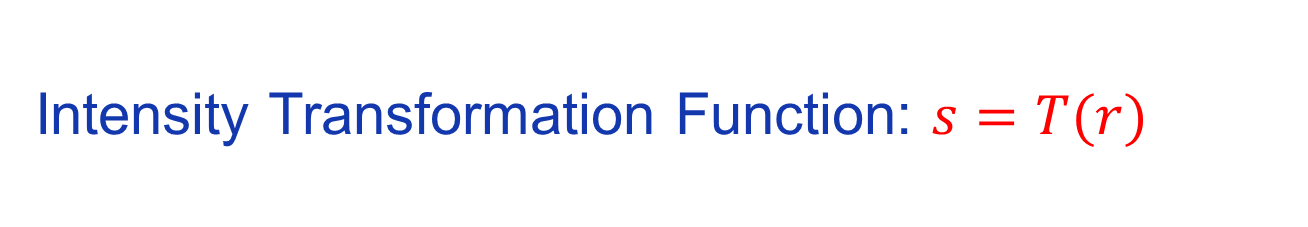 Intensity Transformation Function: s = T(r)